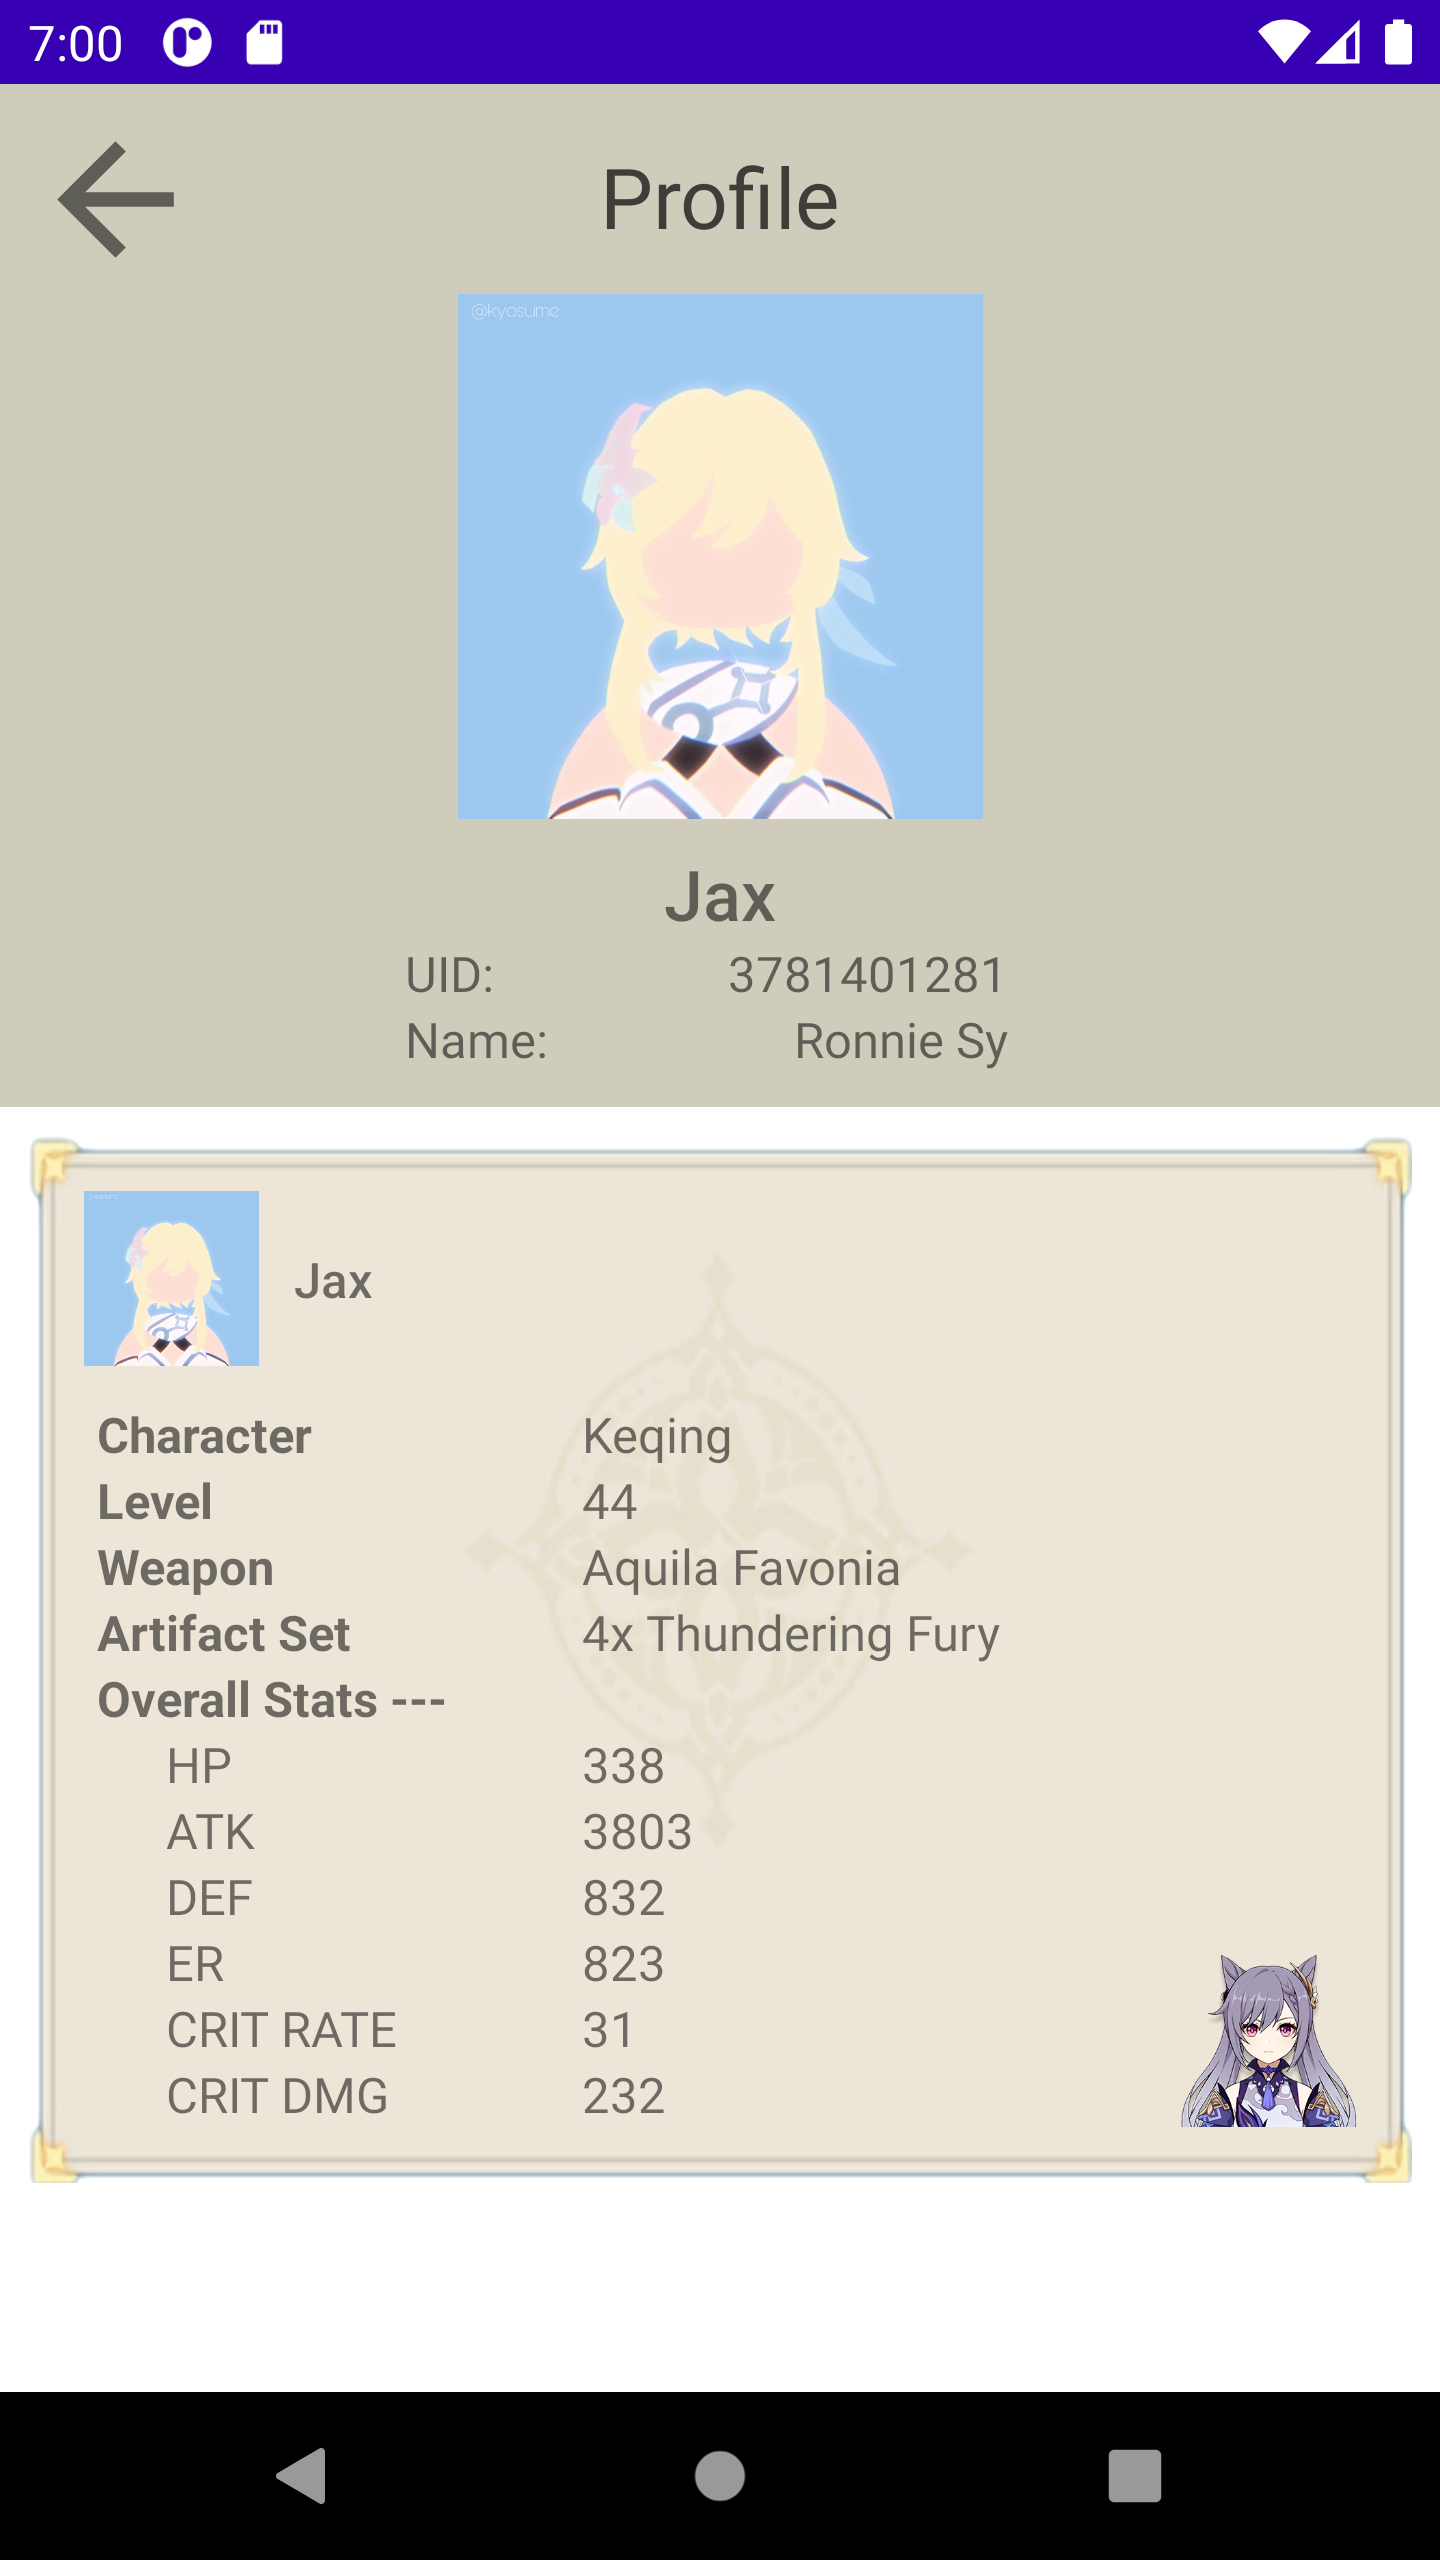 7:00
Profile
@kyosume
Jax
UID: 3781401281
Name: Ronnie Sy
Jax
Character Keqing
Level 44
Weapon Aquila Favonia
Artifact Set 4x Thundering Fury
Overall Stats ---
HP 338
ATK 3803
DEF 832
ER 823
CRIT RATE 31
CRIT DMG 232